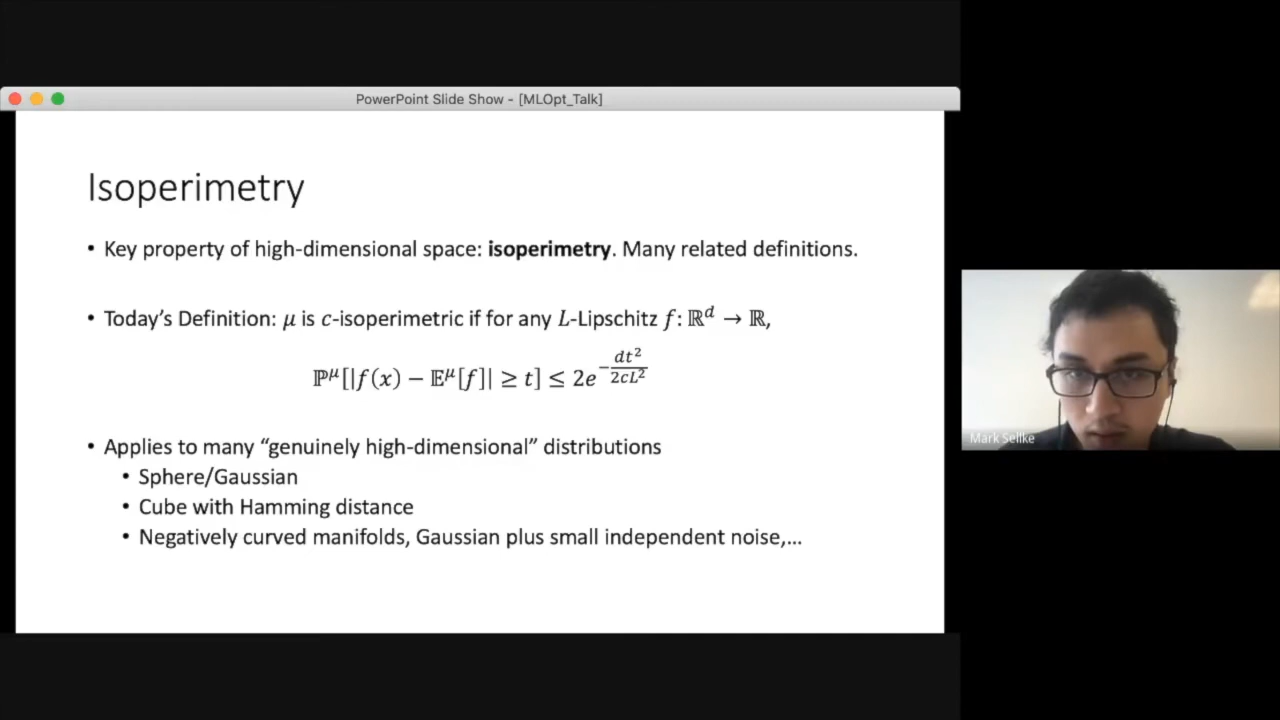 PowerPoint Slide Show - [MLOpt_Talk]
Isoperimetry
• Key property of high-dimensional space: isoperimetry. Many related definitions.
• Today's Definition: μ is c-isoperimetric if for any L-Lipschitz f: ℝᵈ → ℝ,
ℙ^μ[|f(x) − 𝔼^μ[f]| ≥ t] ≤ 2e^{−\frac{dt²}{2cL²}}
• Applies to many “genuinely high-dimensional” distributions
• Sphere/Gaussian
• Cube with Hamming distance
• Negatively curved manifolds, Gaussian plus small independent noise,...
Mark Sellke